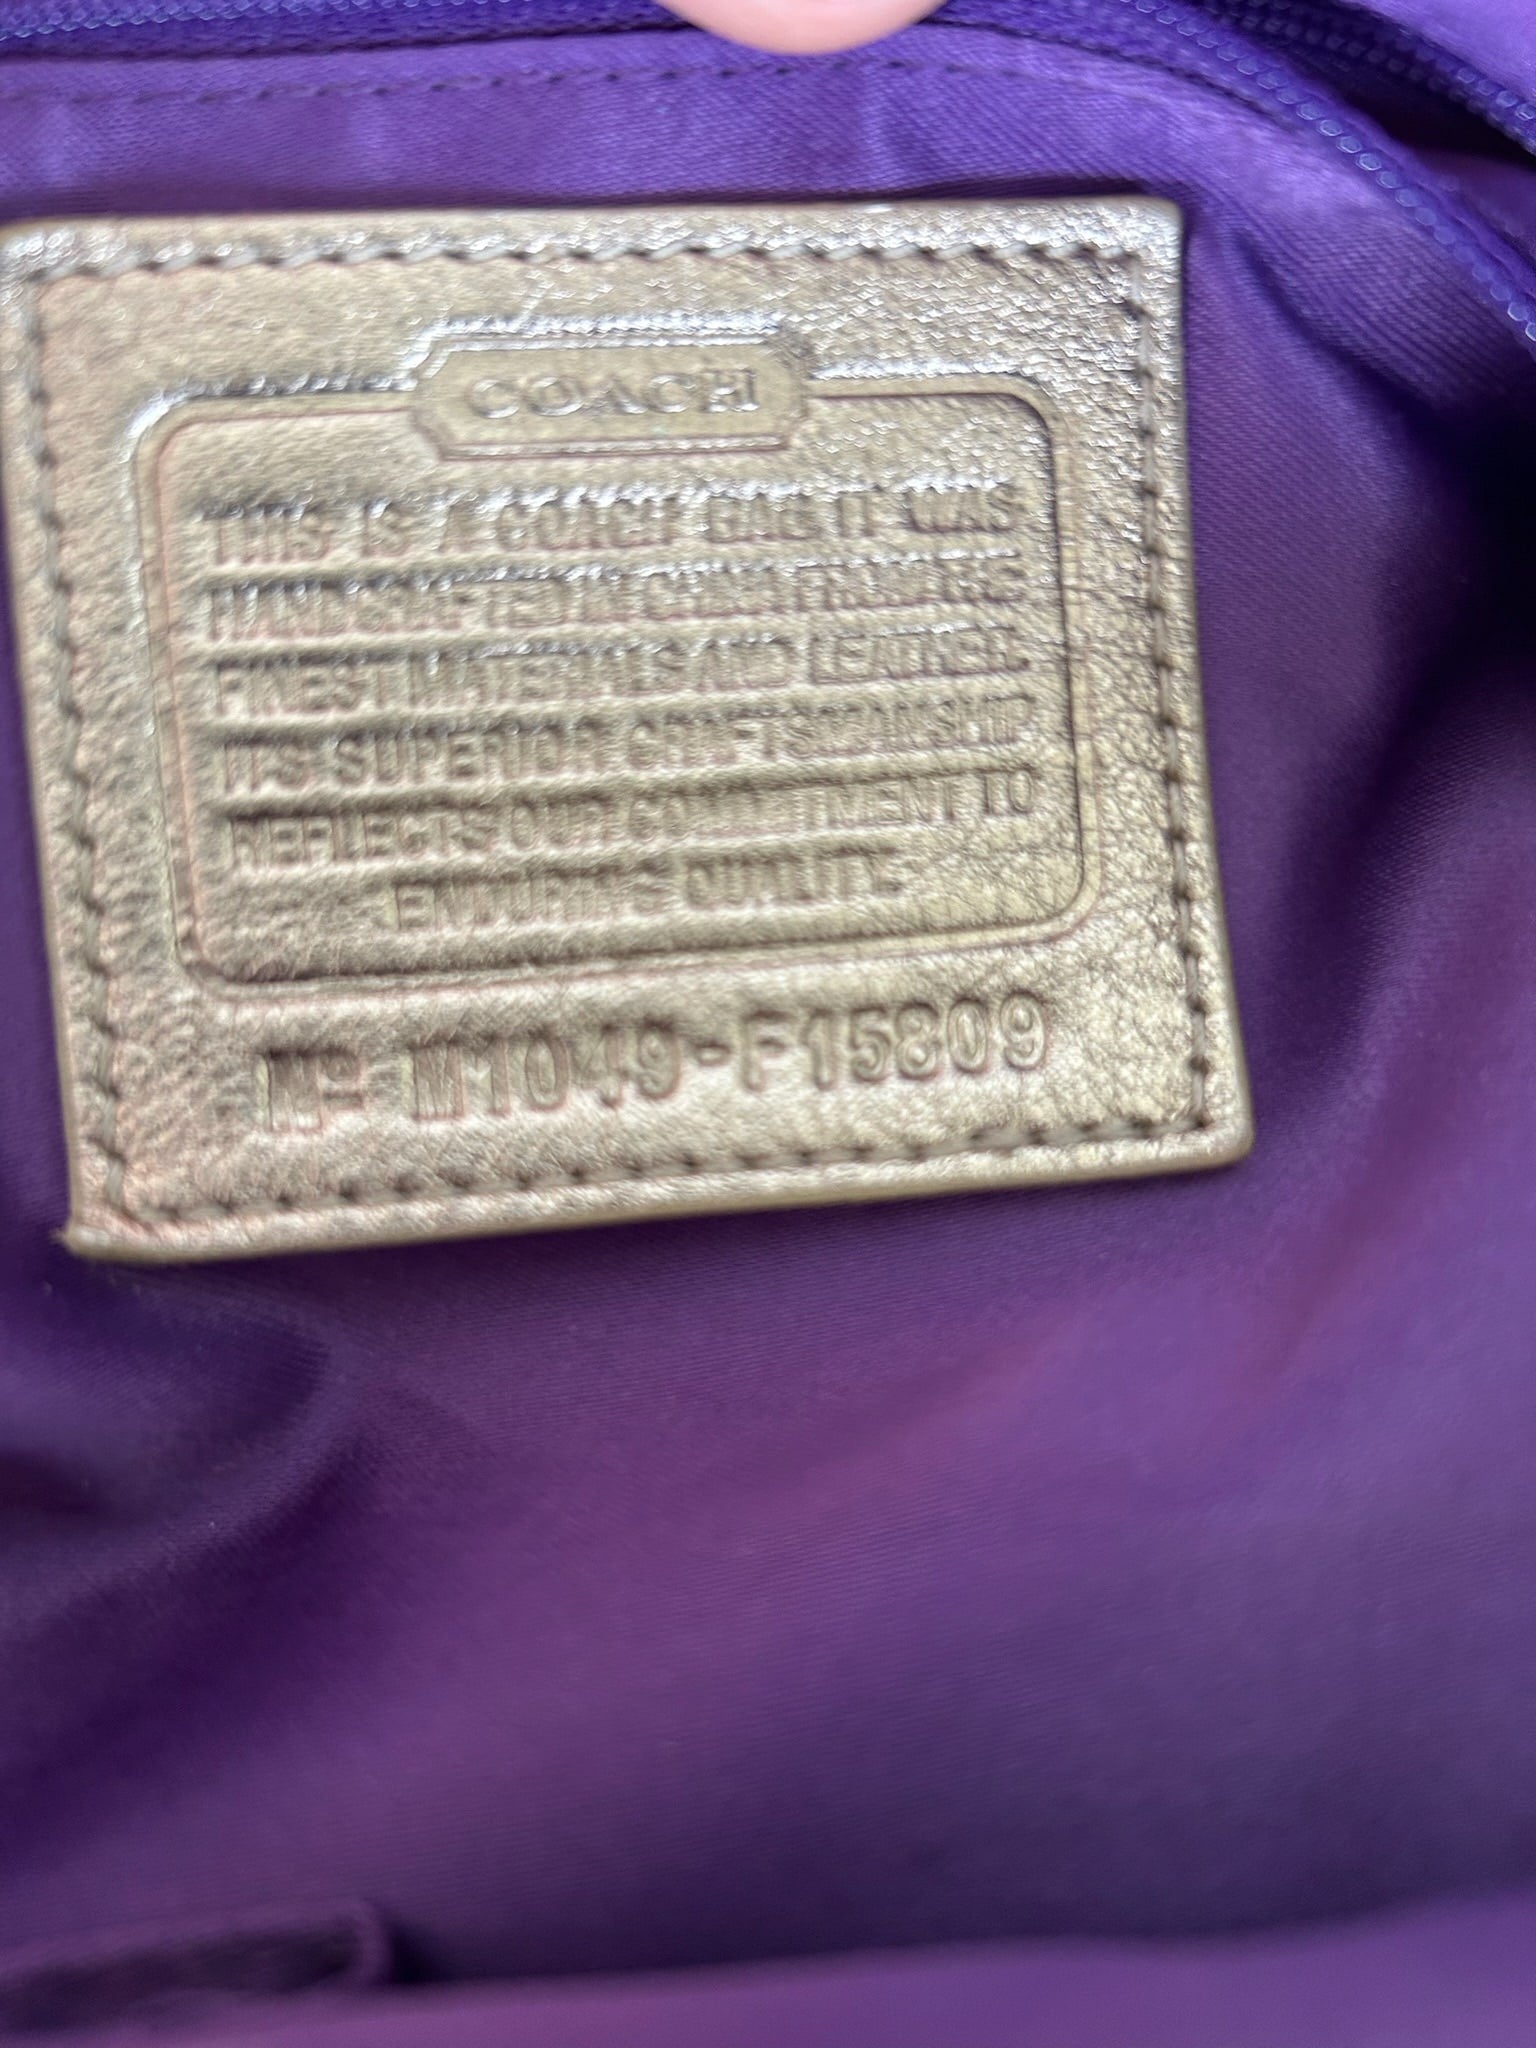 COACH
THIS IS A COACH BAG. IT WAS
HANDCRAFTED IN CHINA FROM THE
FINEST MATERIALS AND LEATHER.
ITS SUPERIOR CRAFTSMANSHIP
REFLECTS OUR COMMITMENT TO
ENDURING QUALITY.
Nº M1049-F15809